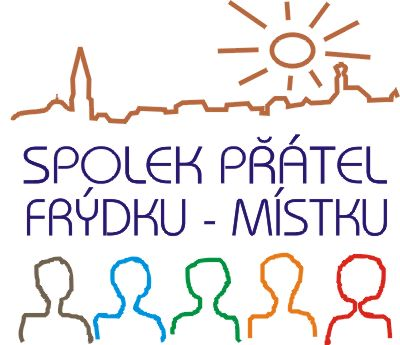 SPOLEK PŘÁTEL
FRÝDKU - MÍSTKU